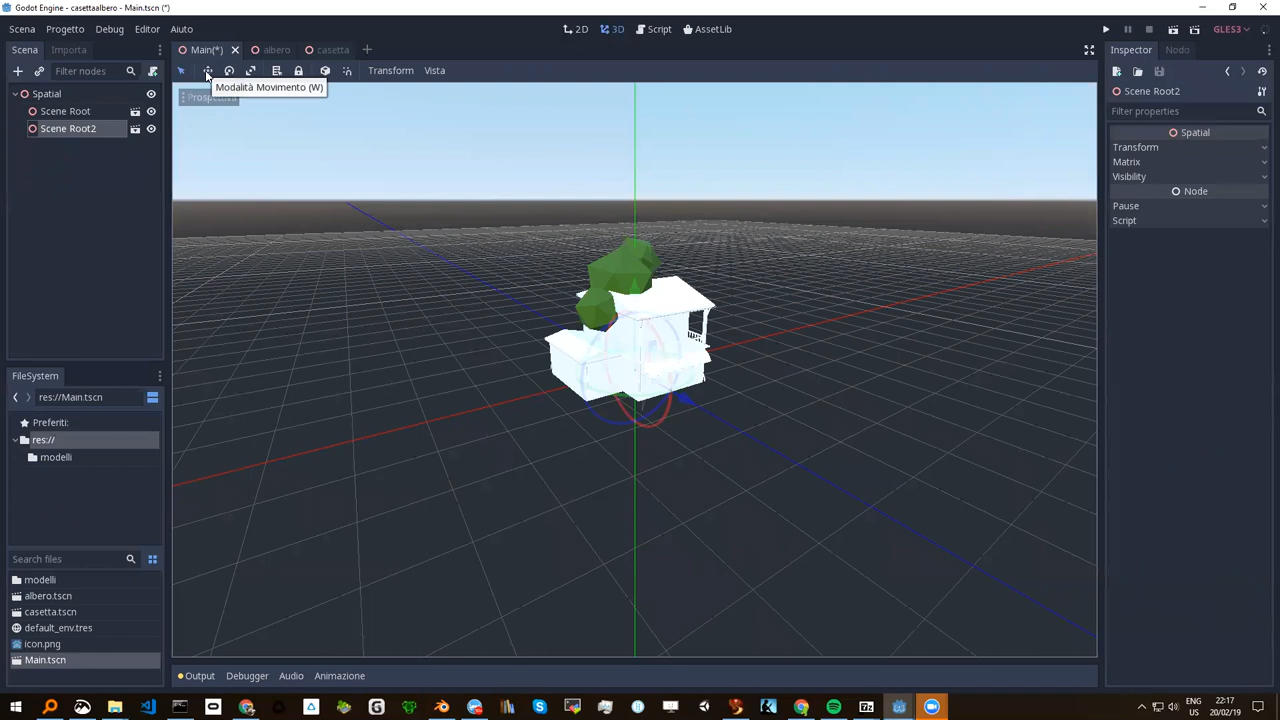 Godot Engine - casettaalbero - Main.tscn (*)
Scena Progetto Debug Editor Aiuto
2D 3D Script AssetLib
GLES3
Scena Importa
Main(*) albero casetta
Inspector Nodo
Filter nodes
Transform Vista
Modalità Movimento (W)
Prospettiva
Spatial
Scene Root
Scene Root2
Scene Root2
Filter properties
Spatial
Transform
Matrix
Visibility
Node
Pause
Script
FileSystem
res://Main.tscn
Preferiti:
res://
modelli
Search files
modelli
albero.tscn
casetta.tscn
default_env.tres
icon.png
Main.tscn
Output Debugger Audio Animazione
ENG
US
22:17
20/02/19